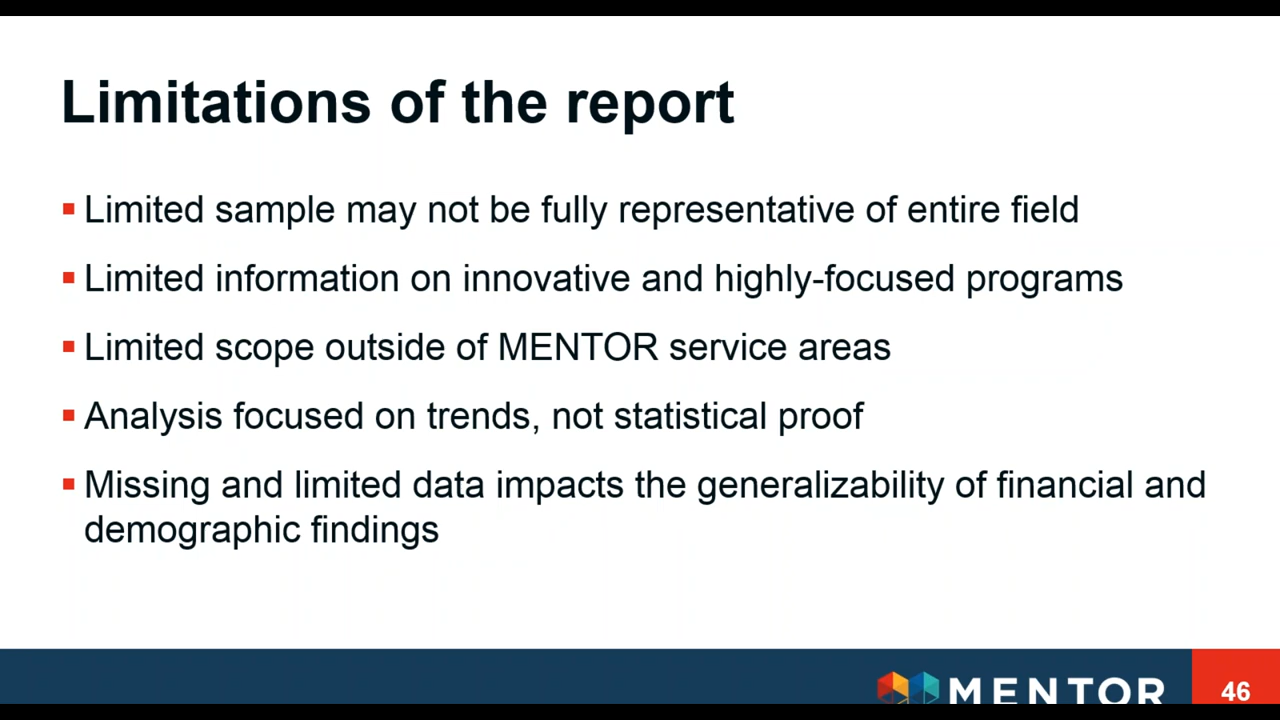 Limitations of the report
▪ Limited sample may not be fully representative of entire field
▪ Limited information on innovative and highly-focused programs
▪ Limited scope outside of MENTOR service areas
▪ Analysis focused on trends, not statistical proof
▪ Missing and limited data impacts the generalizability of financial and
demographic findings
MENTOR
46